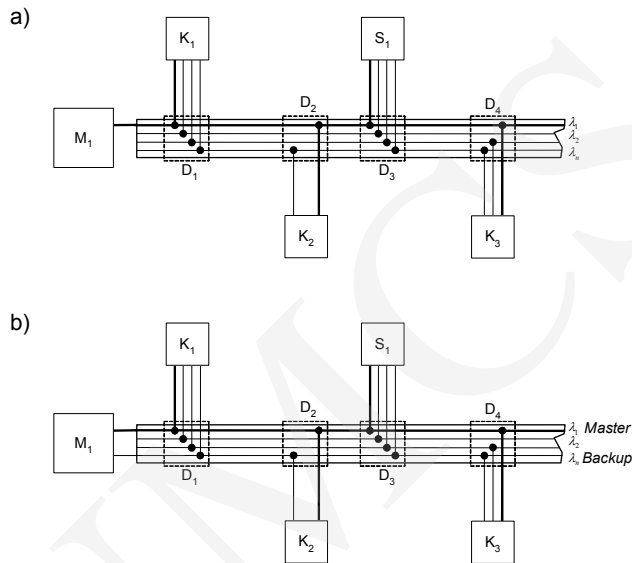 a)
K1 S1
D2 D4
M1 λ1
λ2
λn
D1 D3
K2 K3
b)
K1 S1
D2 D4
M1 λ1 Master
λ2
λn Backup
D1 D3
K2 K3